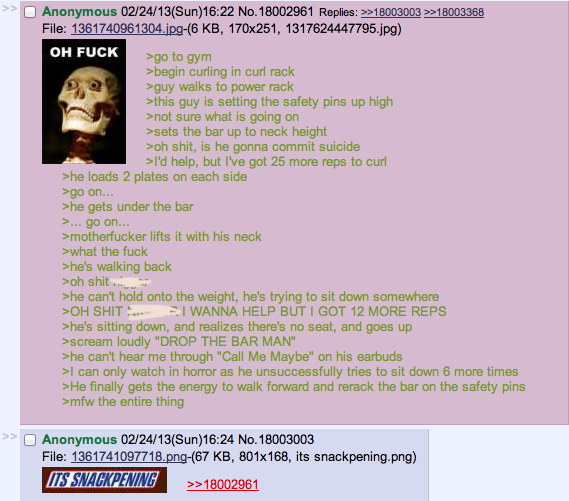 >> Anonymous 02/24/13(Sun)16:22 No.18002961 Replies: >>18003003 >>18003368
File: 1361740961304.jpg-(6 KB, 170x251, 1317624447795.jpg)
OH FUCK
>go to gym
>begin curling in curl rack
>guy walks to power rack
>this guy is setting the safety pins up high
>not sure what is going on
>sets the bar up to neck height
>oh shit, is he gonna commit suicide
>I'd help, but I've got 25 more reps to curl
>he loads 2 plates on each side
>go on...
>he gets under the bar
>... go on...
>motherfucker lifts it with his neck
>what the fuck
>he's walking back
>oh shit
>he can't hold onto the weight, he's trying to sit down somewhere
>OH SHIT I WANNA HELP BUT I GOT 12 MORE REPS
>he's sitting down, and realizes there's no seat, and goes up
>scream loudly "DROP THE BAR MAN"
>he can't hear me through "Call Me Maybe" on his earbuds
>I can only watch in horror as he unsuccessfully tries to sit down 6 more times
>He finally gets the energy to walk forward and rerack the bar on the safety pins
>mfw the entire thing
>> Anonymous 02/24/13(Sun)16:24 No.18003003
File: 1361741097718.png-(67 KB, 801x168, its snackpening.png)
ITS SNACKPENING
>>18002961